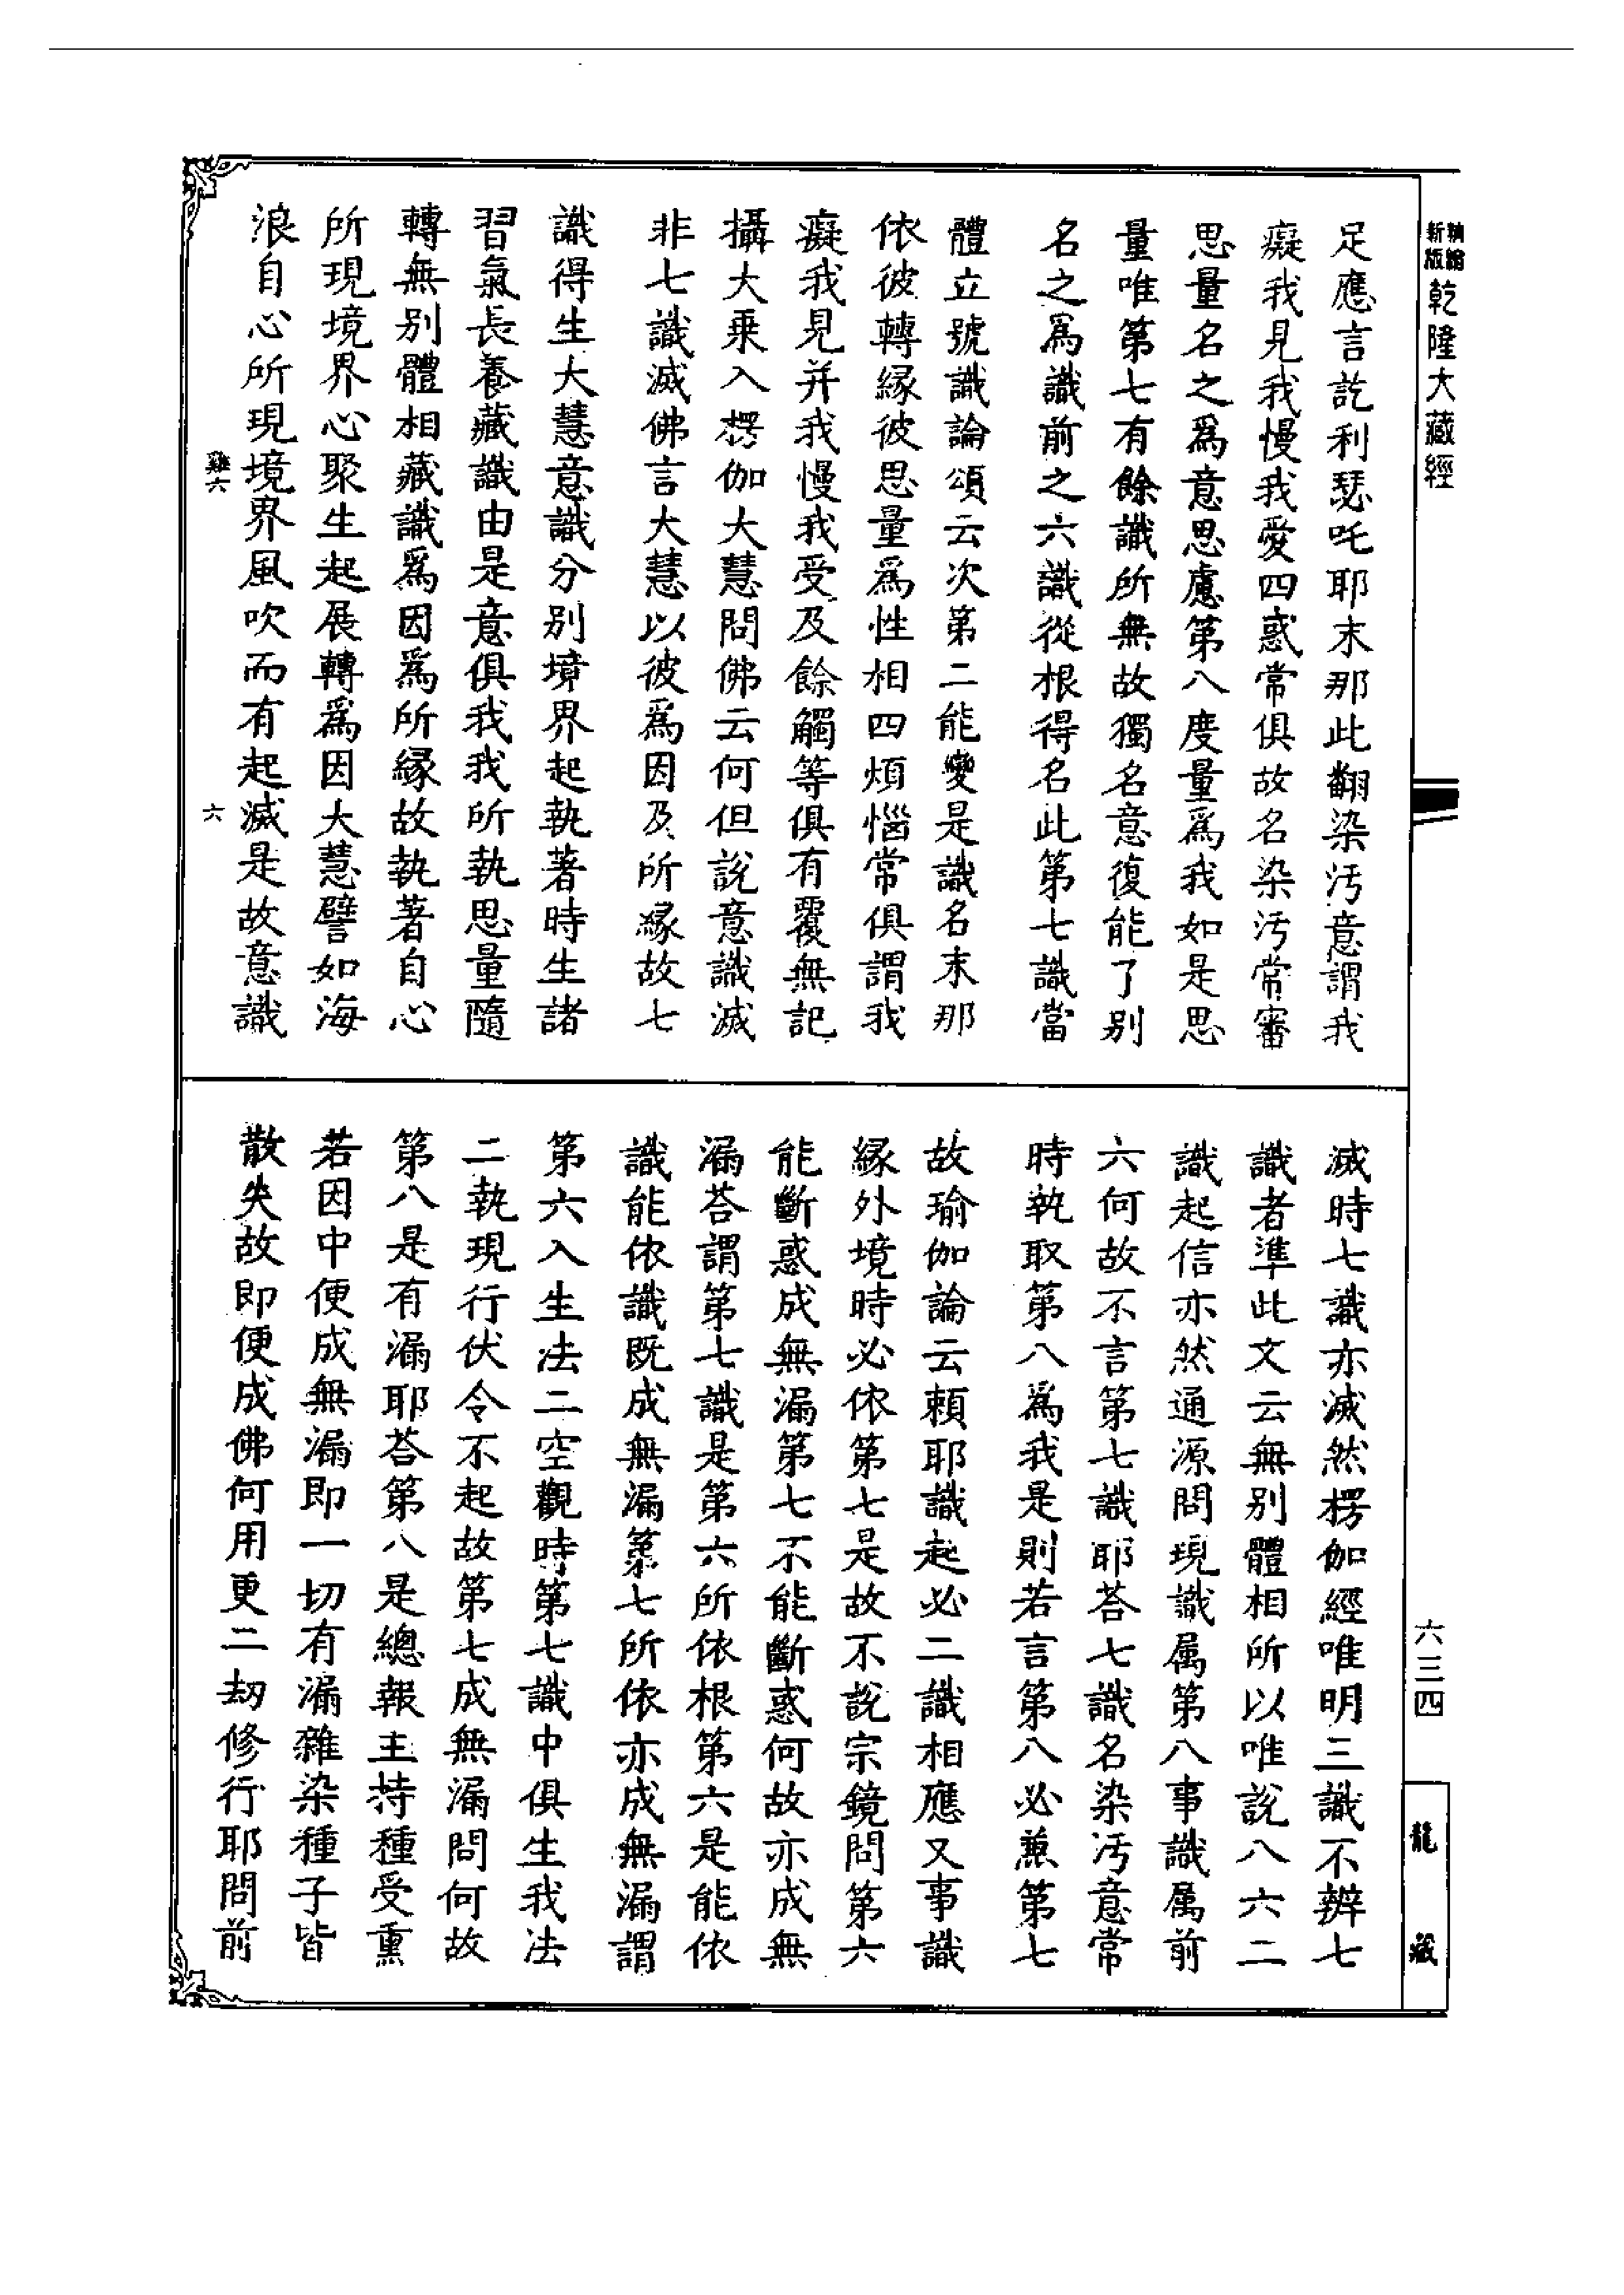 精繪
新版
乾隆大藏經
足應言訖利瑟吒耶末那此翻染汚意謂我
癡我見我慢我愛四惑常俱故名染汚常審
思量名之爲意思慮第八度量爲我如是思
量唯第七有餘識所無故獨名意復能了別
名之爲識前之六識從根得名此第七識當
體立號識論頌云次第二能變是識名末那
依彼轉緣彼思量爲性相四煩惱常俱謂我
癡我見并我慢我受及餘觸等俱有覆無記
攝大乗入楞伽大慧問佛云何但說意識滅
非七識滅佛言大慧以彼爲因及所緣故七
識得生大慧意識分別境界起執著時生諸
習氣長養藏識由是意俱我我所執思量隨
轉無別體相藏識爲因爲所緣故執著自心
所現境界心聚生起展轉爲因大慧譬如海
浪自心所現境界風吹而有起滅是故意識
雞六
六
滅時七識亦滅然楞伽經唯明三識不辨七
識者準此文云無別體相所以唯說八六二
識起信亦然通源問現識属第八事識属前
六何故不言第七識耶荅七識名染汚意常
時執取第八爲我是則若言第八必兼第七
故瑜伽論云頼耶識起必二識相應又事識
緣外境時必依第七是故不說宗鏡問第六
能斷惑成無漏第七不能斷惑何故亦成無
漏荅謂第七識是第六所依根第六是能依
識能依識既成無漏第七所依亦成無漏謂
第六入生法二空觀時第七識中俱生我法
二執現行伏令不起故第七成無漏問何故
第八是有漏耶荅第八是總報主持種受熏
若因中便成無漏即一切有漏雜染種子皆
散失故即便成佛何用更二劫修行耶問前
六三四
龍藏